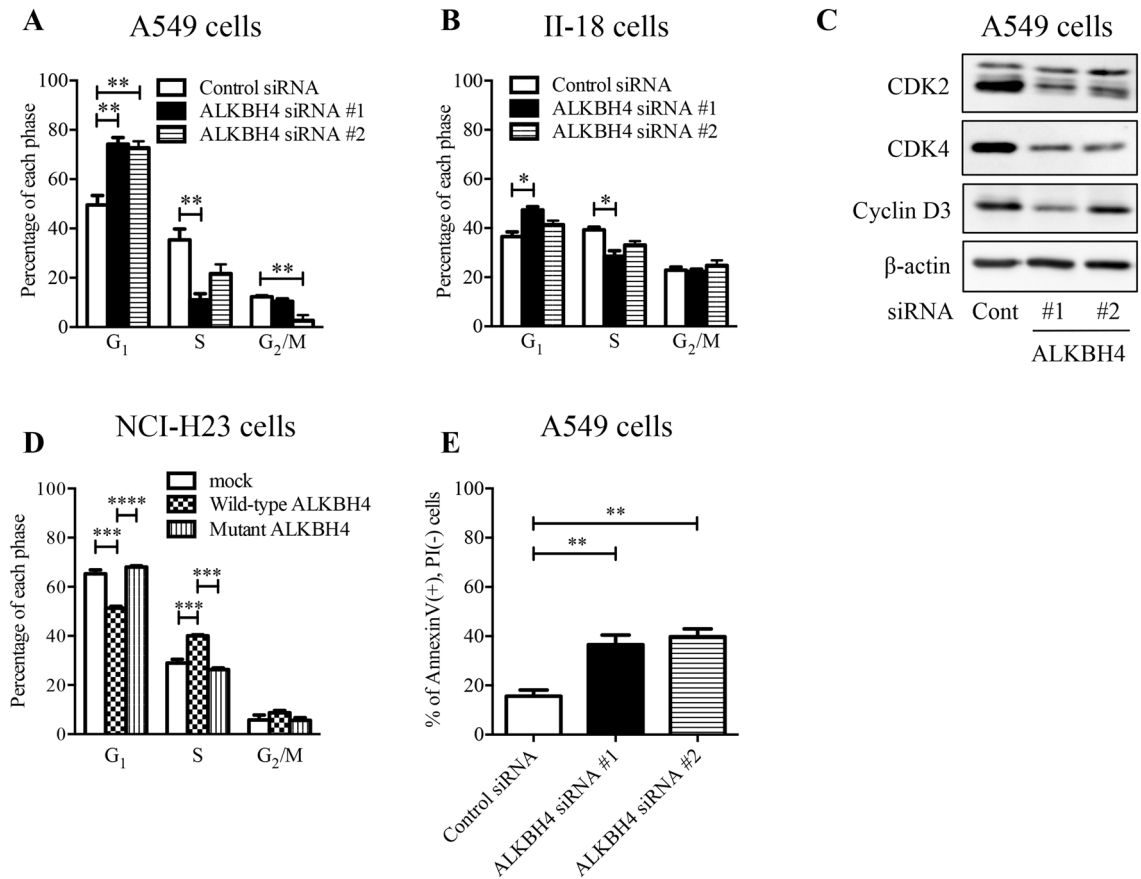 A
A549 cells
Percentage of each phase
100
80
60
40
20
0
Control siRNA
ALKBH4 siRNA #1
ALKBH4 siRNA #2
**
**
**
**
G1
S
G2/M
B
II-18 cells
Percentage of each phase
100
80
60
40
20
0
Control siRNA
ALKBH4 siRNA #1
ALKBH4 siRNA #2
*
*
G1
S
G2/M
C
A549 cells
CDK2
CDK4
Cyclin D3
β-actin
siRNA Cont #1 #2
ALKBH4
D
NCI-H23 cells
Percentage of each phase
100
80
60
40
20
0
mock
Wild-type ALKBH4
Mutant ALKBH4
****
***
***
***
G1
S
G2/M
E
A549 cells
% of AnnexinV(+), PI(-) cells
100
80
60
40
20
0
**
**
Control siRNA
ALKBH4 siRNA #1
ALKBH4 siRNA #2